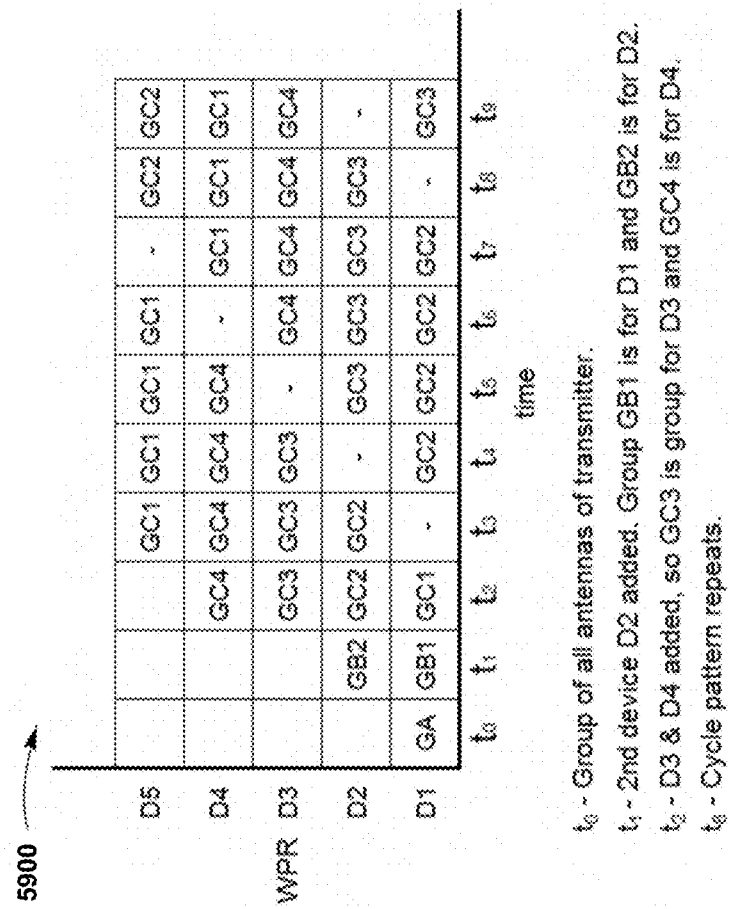 5900
D5 GC1 GC1 GC1 GC1 - GC2 GC2
D4 GC4 GC4 GC4 GC4 - GC1 GC1 GC1
WPR D3 GC3 GC3 GC3 - GC4 GC4 GC4 GC4
D2 GB2 GC2 GC2 - GC3 GC3 GC3 GC3 -
D1 GA GB1 GC1 - GC2 GC2 GC2 GC2 - GC3
t₀ t₁ t₂ t₃ t₄ t₅ t₆ t₇ t₈ t₉
time
t₀ ~ Group of all antennas of transmitter.
t₁ ~ 2nd device D2 added. Group GB1 is for D1 and GB2 is for D2.
t₂ ~ D3 & D4 added, so GC3 is group for D3 and GC4 is for D4.
t₈ ~ Cycle pattern repeats.